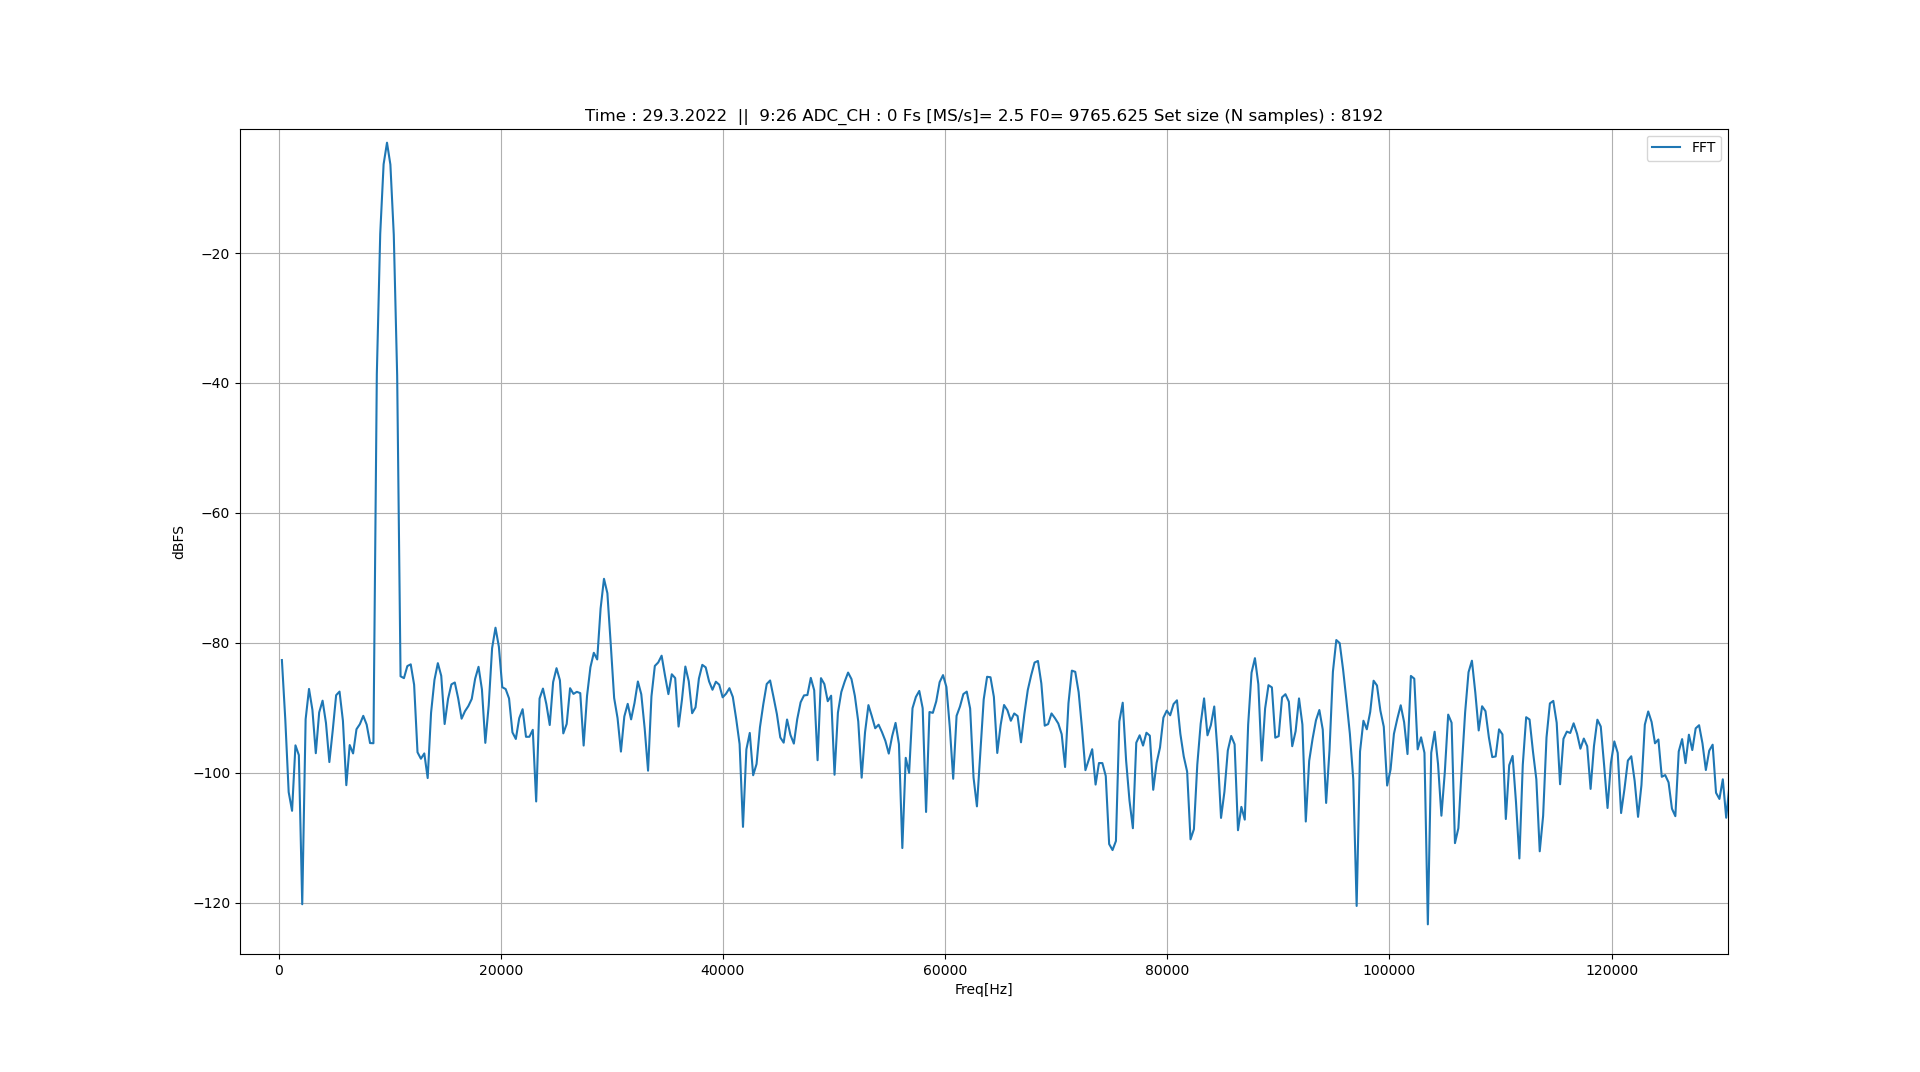 Time : 29.3.2022  ||  9:26 ADC_CH : 0 Fs [MS/s]= 2.5 F0= 9765.625 Set size (N samples) : 8192
FFT
−20
−40
−60
−80
−100
−120
dBFS
0 20000 40000 60000 80000 100000 120000
Freq[Hz]